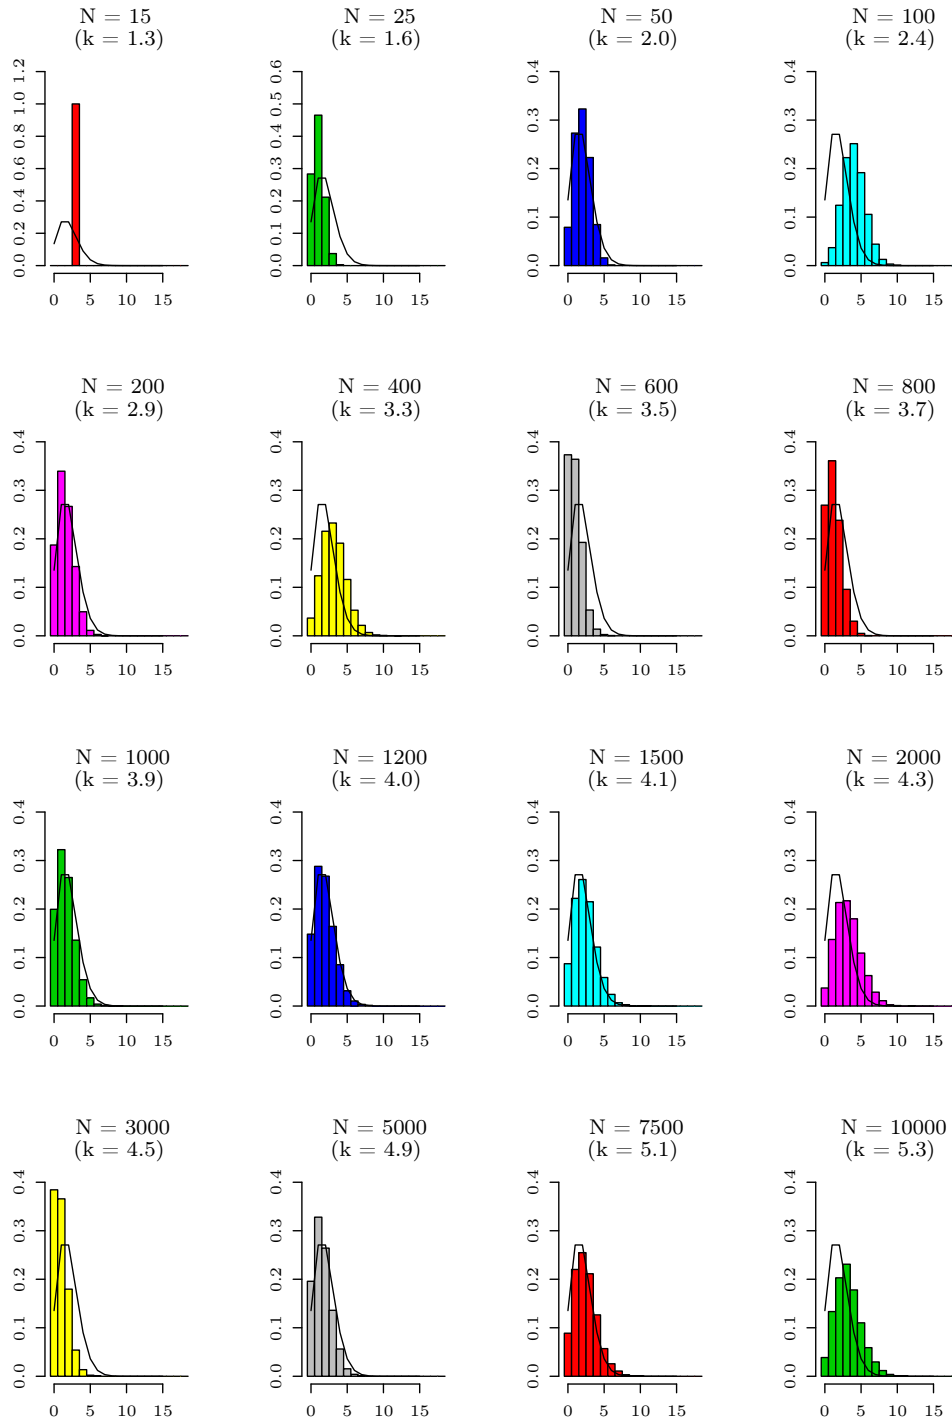 N = 15
(k = 1.3)
0.0 0.2 0.4 0.6 0.8 1.0 1.2
0 5 10 15
N = 25
(k = 1.6)
0.0 0.1 0.2 0.3 0.4 0.5 0.6
0 5 10 15
N = 50
(k = 2.0)
0.0 0.1 0.2 0.3 0.4
0 5 10 15
N = 100
(k = 2.4)
0.0 0.1 0.2 0.3 0.4
0 5 10 15
N = 200
(k = 2.9)
0.0 0.1 0.2 0.3 0.4
0 5 10 15
N = 400
(k = 3.3)
0.0 0.1 0.2 0.3 0.4
0 5 10 15
N = 600
(k = 3.5)
0.0 0.1 0.2 0.3 0.4
0 5 10 15
N = 800
(k = 3.7)
0.0 0.1 0.2 0.3 0.4
0 5 10 15
N = 1000
(k = 3.9)
0.0 0.1 0.2 0.3 0.4
0 5 10 15
N = 1200
(k = 4.0)
0.0 0.1 0.2 0.3 0.4
0 5 10 15
N = 1500
(k = 4.1)
0.0 0.1 0.2 0.3 0.4
0 5 10 15
N = 2000
(k = 4.3)
0.0 0.1 0.2 0.3 0.4
0 5 10 15
N = 3000
(k = 4.5)
0.0 0.1 0.2 0.3 0.4
0 5 10 15
N = 5000
(k = 4.9)
0.0 0.1 0.2 0.3 0.4
0 5 10 15
N = 7500
(k = 5.1)
0.0 0.1 0.2 0.3 0.4
0 5 10 15
N = 10000
(k = 5.3)
0.0 0.1 0.2 0.3 0.4
0 5 10 15